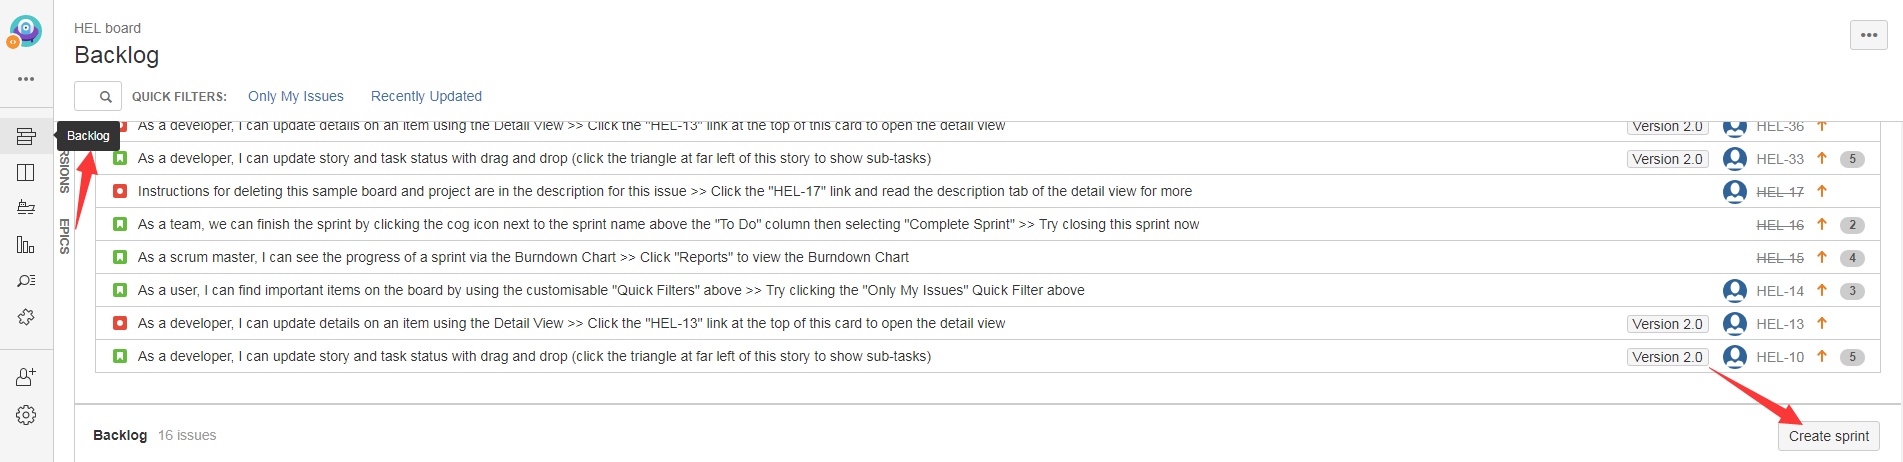 HEL board
Backlog
QUICK FILTERS: Only My Issues Recently Updated
Backlog
As a developer, I can update details on an item using the Detail View >> Click the "HEL-13" link at the top of this card to open the detail view Version 2.0 HEL-36
As a developer, I can update story and task status with drag and drop (click the triangle at far left of this story to show sub-tasks) Version 2.0 HEL-33 5
RSIONS
Instructions for deleting this sample board and project are in the description for this issue >> Click the "HEL-17" link and read the description tab of the detail view for more HEL-17
EPICS
As a team, we can finish the sprint by clicking the cog icon next to the sprint name above the "To Do" column then selecting "Complete Sprint" >> Try closing this sprint now HEL-16 2
As a scrum master, I can see the progress of a sprint via the Burndown Chart >> Click "Reports" to view the Burndown Chart HEL-15 4
As a user, I can find important items on the board by using the customisable "Quick Filters" above >> Try clicking the "Only My Issues" Quick Filter above HEL-14 3
As a developer, I can update details on an item using the Detail View >> Click the "HEL-13" link at the top of this card to open the detail view Version 2.0 HEL-13
As a developer, I can update story and task status with drag and drop (click the triangle at far left of this story to show sub-tasks) Version 2.0 HEL-10 5
Backlog 16 issues Create sprint